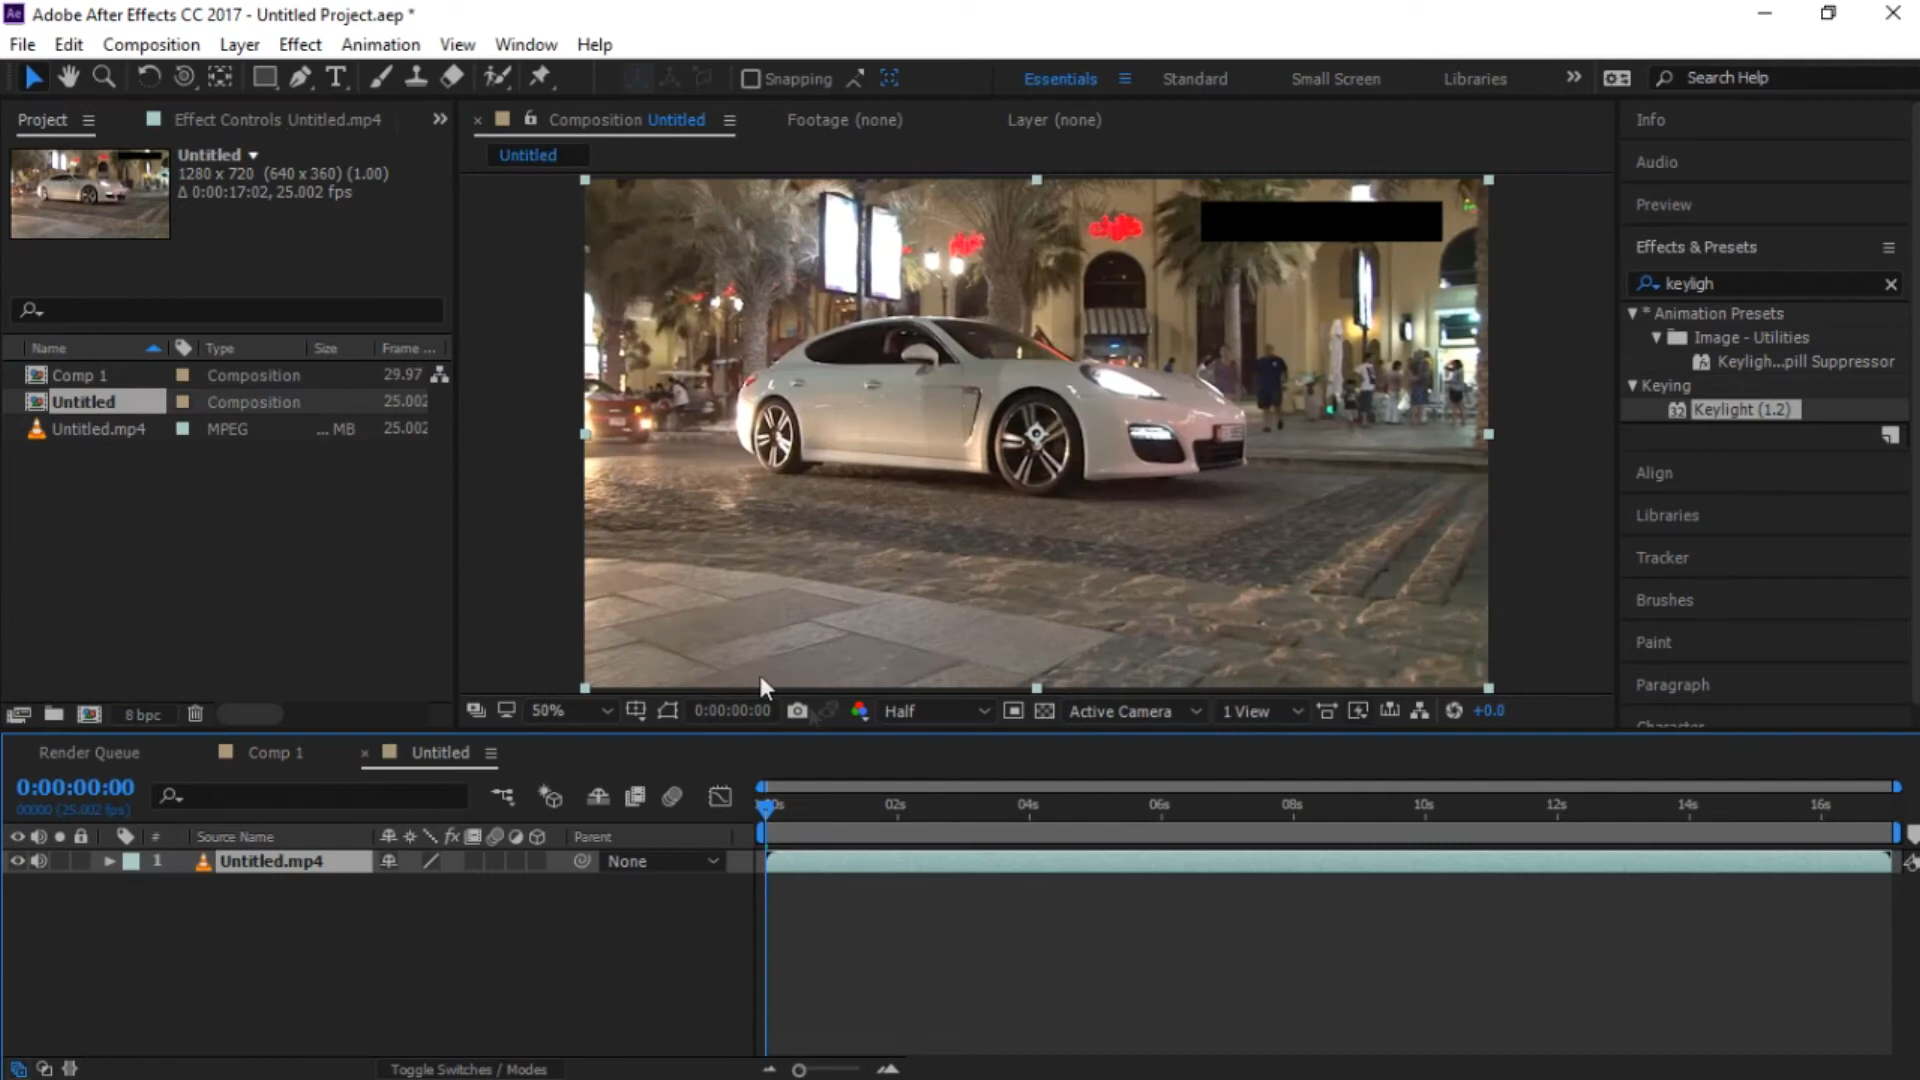 Adobe After Effects CC 2017 - Untitled Project.aep *
File Edit Composition Layer Effect Animation View Window Help
Snapping Essentials Standard Small Screen Libraries Search Help
Project Effect Controls Untitled.mp4
Composition Untitled Footage (none) Layer (none)
Untitled
Untitled
1280 x 720 (640 x 360) (1.00)
Δ 0:00:17:02, 25.002 fps
chilis
Name Type Size Frame ...
Comp 1 Composition 29.97
Untitled Composition 25.002
Untitled.mp4 MPEG ... MB 25.002
8 bpc
50% 0:00:00:00 Half Active Camera 1 View +0.0
Info
Audio
Preview
Effects & Presets
keyligh
* Animation Presets
Image - Utilities
Keyligh...pill Suppressor
Keying
Keylight (1.2)
Align
Libraries
Tracker
Brushes
Paint
Paragraph
Render Queue Comp 1 Untitled
0:00:00:00
00000 (25.002 fps)
02s 04s 06s 08s 10s 12s 14s 16s
# Source Name fx Parent
1 Untitled.mp4 None
Toggle Switches / Modes